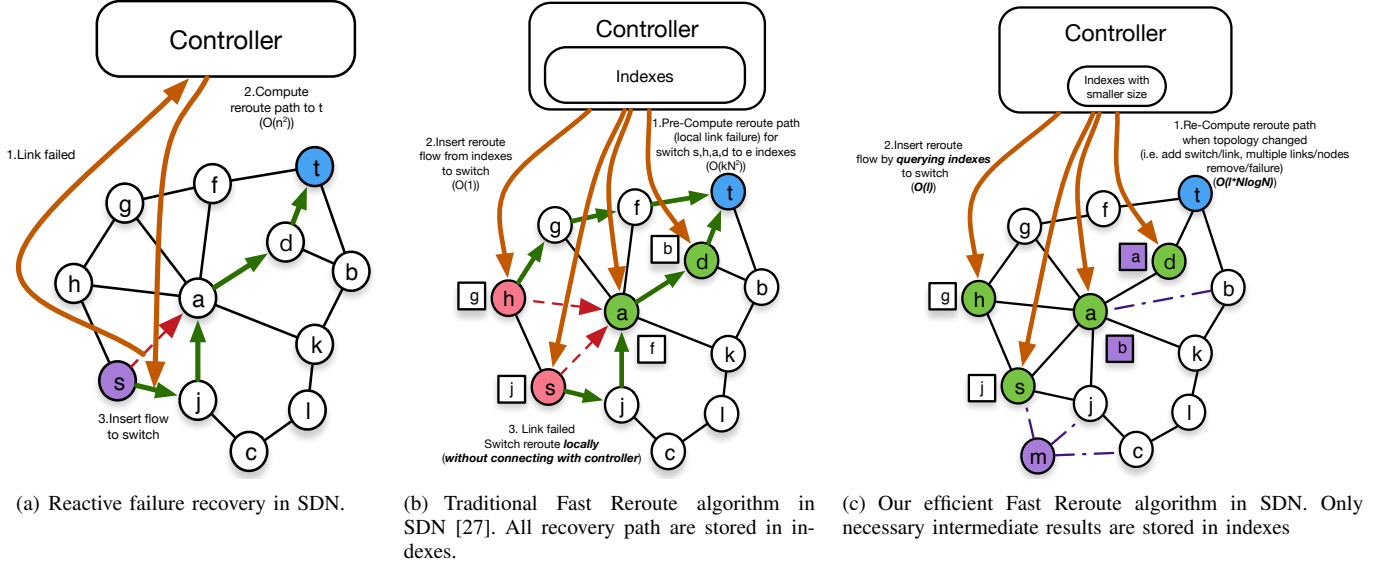 Controller
2.Compute
reroute path to t
(O(n²))
1.Link failed
t
f
g
d
h
b
a
k
s
j
l
c
3.Insert flow
to switch
(a) Reactive failure recovery in SDN.
Controller
Indexes
1.Pre-Compute reroute path
(local link failure) for
switch s,h,a,d to e indexes
(O(kN²))
2.Insert reroute
flow from indexes
to switch
(O(1))
t
f
g
b
d
g
h
b
a
f
k
j
s
j
l
c
3. Link failed
Switch reroute locally
(without connecting with controller)
(b) Traditional Fast Reroute algorithm in
SDN [27]. All recovery path are stored in in-
dexes.
Controller
Indexes with
smaller size
1.Re-Compute reroute path
when topology changed
(i.e. add switch/link, multiple links/nodes
remove/failure)
(O(l*NlogN))
2.Insert reroute
flow by querying indexes
to switch
(O(l))
t
f
g
a
d
g
h
b
a
b
k
j
s
j
l
m
c
(c) Our efficient Fast Reroute algorithm in SDN. Only
necessary intermediate results are stored in indexes